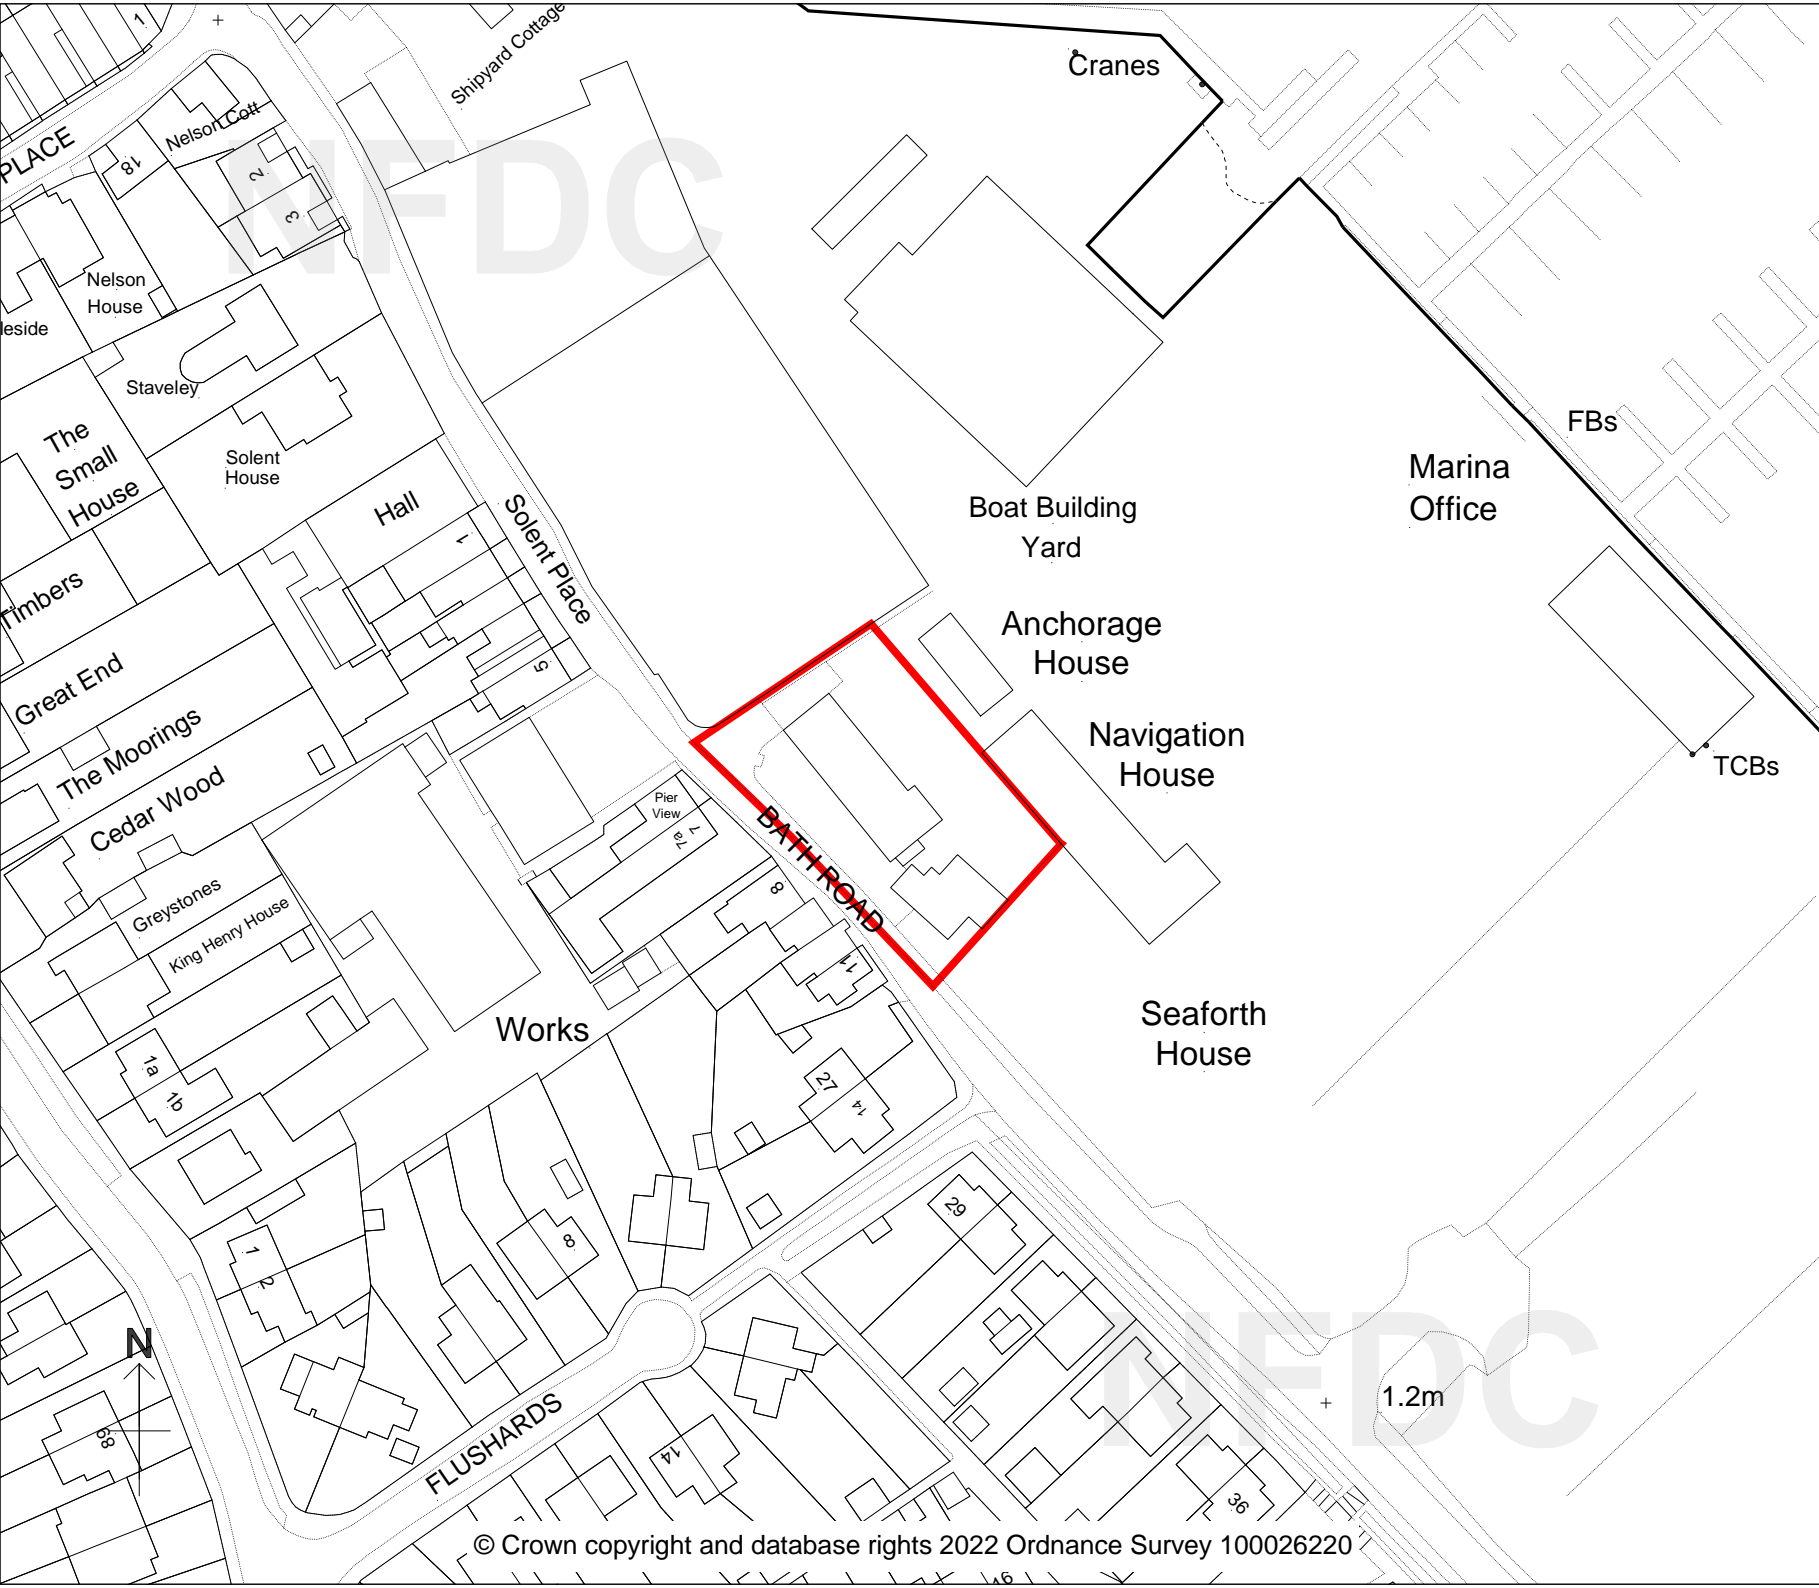 1
Shipyard Cottage
Cranes
PLACE
18
Nelson Cott
2
3
NFDC
Nelson
House
leside
Staveley
The
Small
House
Solent
House
Hall
1
Solent Place
FBs
Marina
Office
Boat Building
Yard
Timbers
Anchorage
House
Great End
5
The Moorings
Navigation
House
TCBs
Cedar Wood
Pier
View
7
7a
BATH ROAD
8
Greystones
King Henry House
11
Works
Seaforth
House
1a
1b
27
14
29
8
1
2
N
NFDC
1.2m
68
FLUSHARDS
14
36
© Crown copyright and database rights 2022 Ordnance Survey 100026220
46